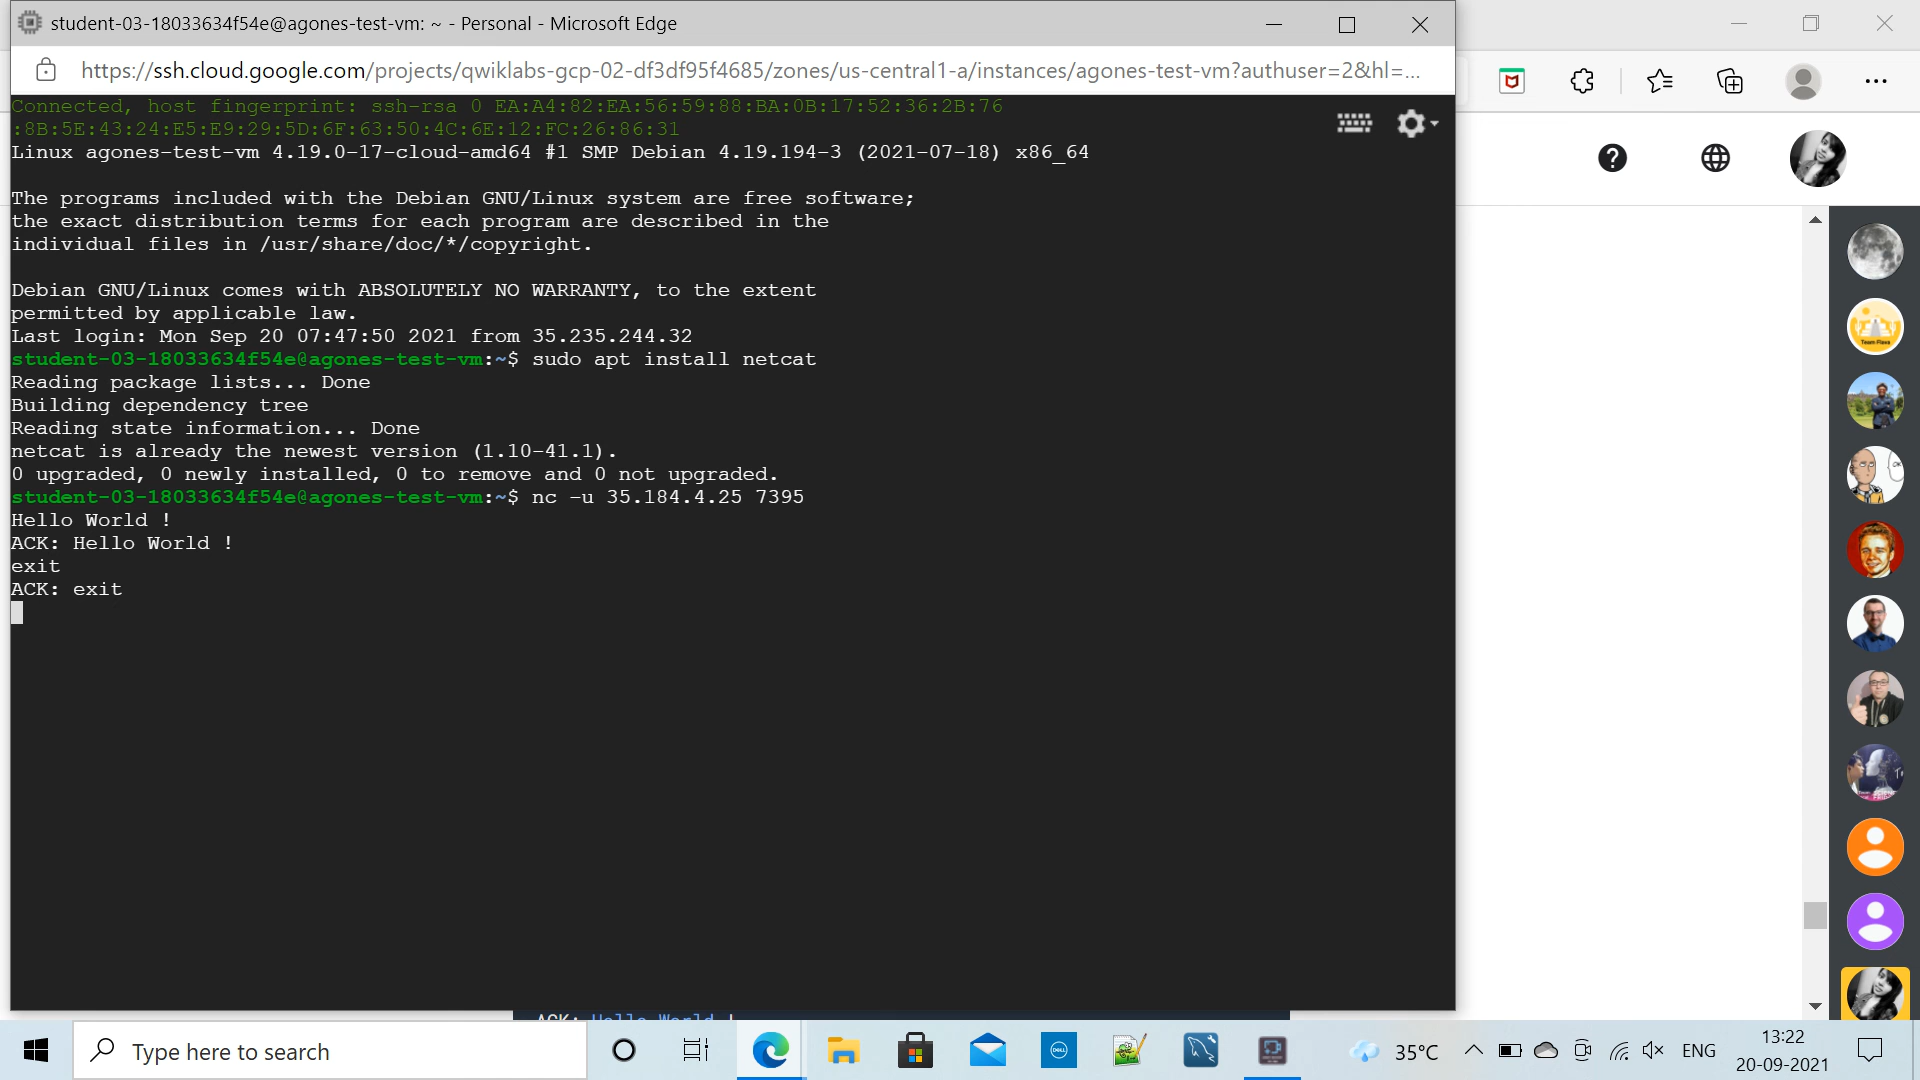 student-03-18033634f54e@agones-test-vm: ~ - Personal - Microsoft Edge
https://ssh.cloud.google.com/projects/qwiklabs-gcp-02-df3df95f4685/zones/us-central1-a/instances/agones-test-vm?authuser=2&hl=...
Connected, host fingerprint: ssh-rsa 0 EA:A4:82:EA:56:59:88:BA:0B:17:52:36:2B:76
:8B:5E:43:24:E5:E9:29:5D:6F:63:50:4C:6E:12:FC:26:86:31
Linux agones-test-vm 4.19.0-17-cloud-amd64 #1 SMP Debian 4.19.194-3 (2021-07-18) x86_64
The programs included with the Debian GNU/Linux system are free software;
the exact distribution terms for each program are described in the
individual files in /usr/share/doc/*/copyright.
Debian GNU/Linux comes with ABSOLUTELY NO WARRANTY, to the extent
permitted by applicable law.
Last login: Mon Sep 20 07:47:50 2021 from 35.235.244.32
student-03-18033634f54e@agones-test-vm:~$ sudo apt install netcat
Reading package lists... Done
Building dependency tree
Reading state information... Done
netcat is already the newest version (1.10-41.1).
0 upgraded, 0 newly installed, 0 to remove and 0 not upgraded.
student-03-18033634f54e@agones-test-vm:~$ nc -u 35.184.4.25 7395
Hello World !
ACK: Hello World !
exit
ACK: exit
Team Flava
ACK: Hello World !
Type here to search
DELL
35°C
ENG
13:22
20-09-2021